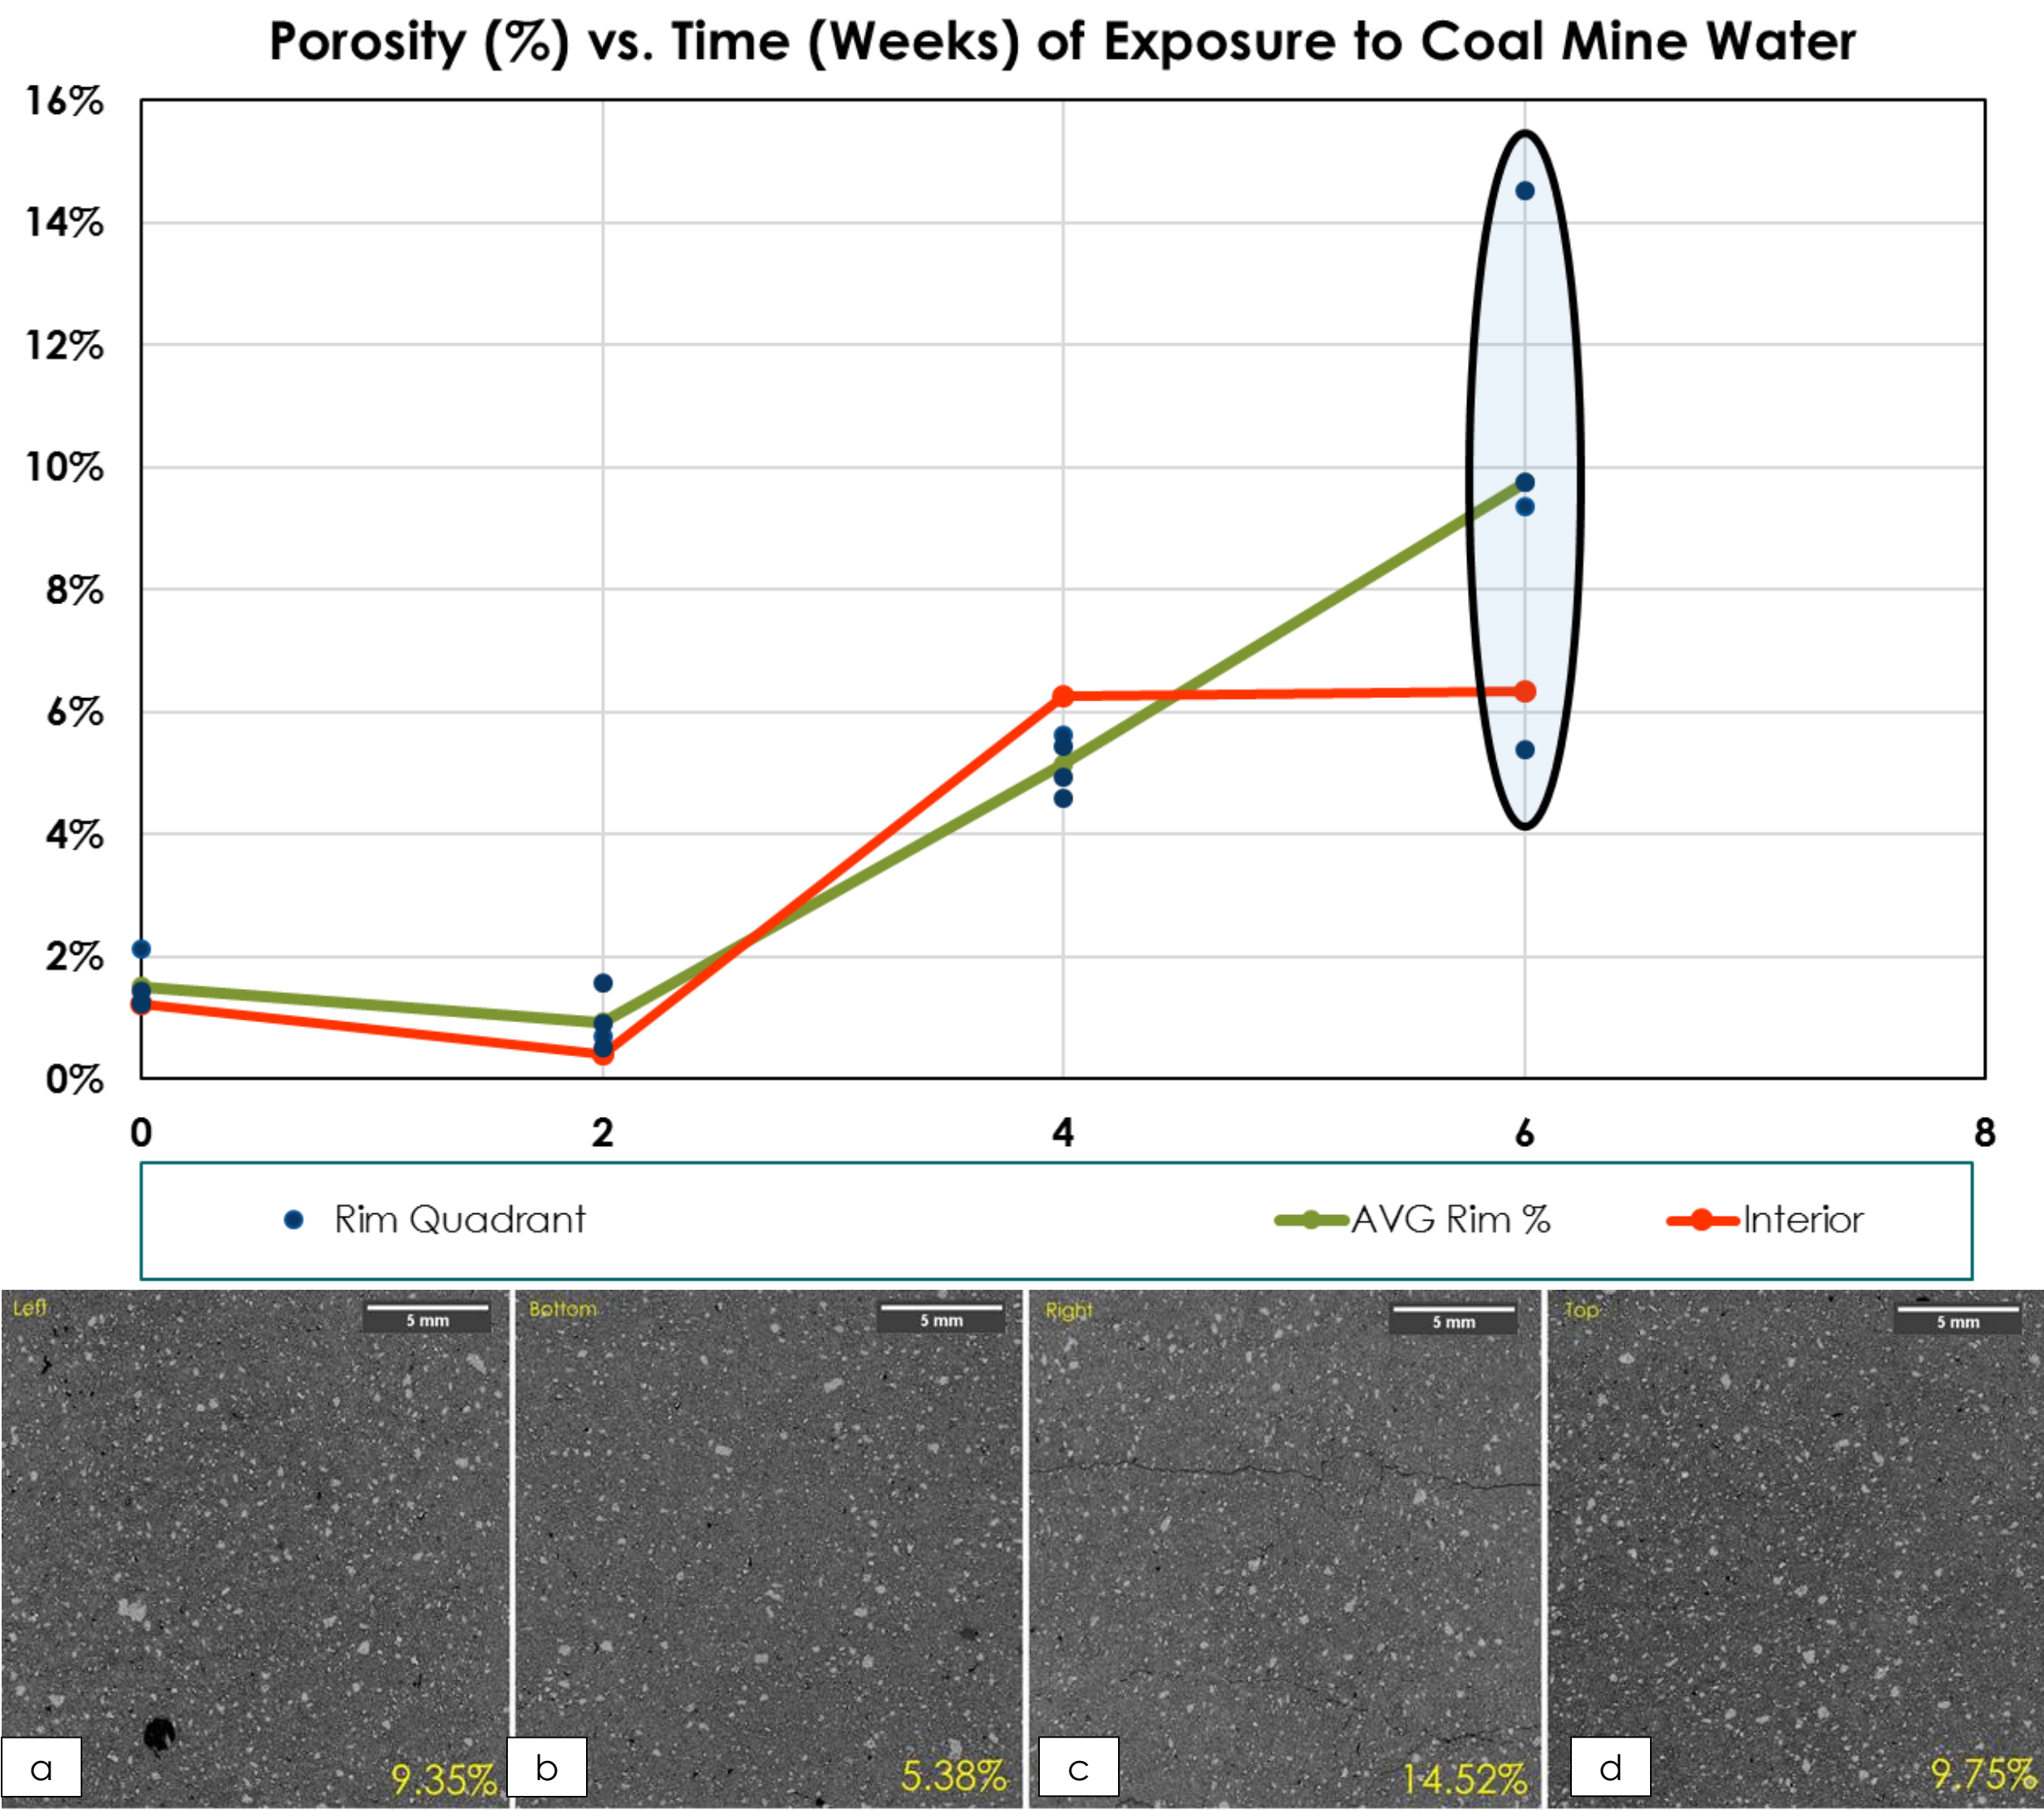 Porosity (%) vs. Time (Weeks) of Exposure to Coal Mine Water
16%
14%
12%
10%
8%
6%
4%
2%
0%
0 2 4 6 8
Rim Quadrant AVG Rim % Interior
Left 5 mm Bottom 5 mm Right 5 mm Top 5 mm
a 9.35% b 5.38% c 14.52% d 9.75%